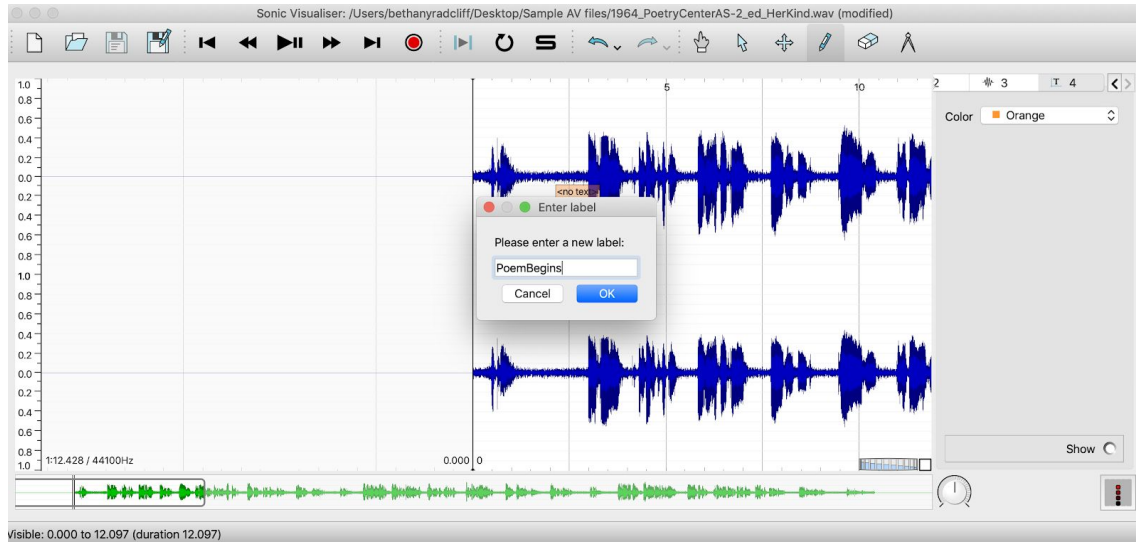 Sonic Visualiser: /Users/bethanyradcliff/Desktop/Sample AV files/1964_PoetryCenterAS-2_ed_HerKind.wav (modified)
5
10
2
3
T 4
1.0
0.8
0.6
0.4
0.2
0.0
0.2
0.4
0.6
0.8
1.0
0.8
0.6
0.4
0.2
0.0
0.2
0.4
0.6
0.8
1.0
Color
Orange
<no text>
Enter label
Please enter a new label:
PoemBegins
Cancel
OK
1:12.428 / 44100Hz
0.000
0
Show
Visible: 0.000 to 12.097 (duration 12.097)